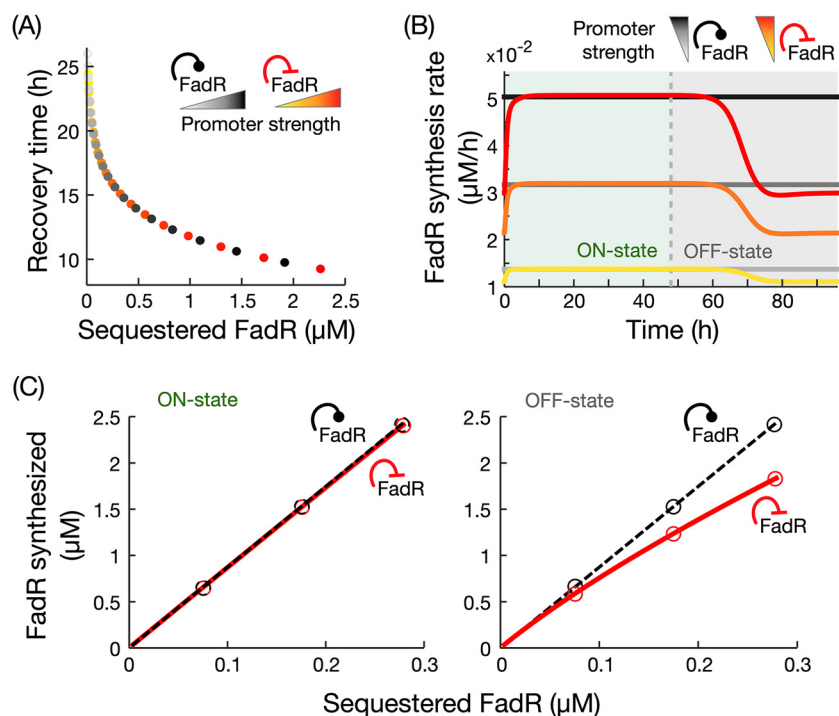 (A)
Recovery time (h)
25
20
15
10
FadR
FadR
Promoter strength
0
0.5
1
1.5
2
2.5
Sequestered FadR (µM)
(B)
Promoter
strength
FadR
FadR
x10⁻²
FadR synthesis rate
(µM/h)
5
4
3
2
1
ON-state
OFF-state
0
20
40
60
80
Time (h)
(C)
ON-state
FadR synthesized
(µM)
2.5
2
1.5
1
0.5
0
FadR
FadR
0
0.1
0.2
0.3
OFF-state
2.5
2
1.5
1
0.5
0
FadR
FadR
0
0.1
0.2
0.3
Sequestered FadR (µM)